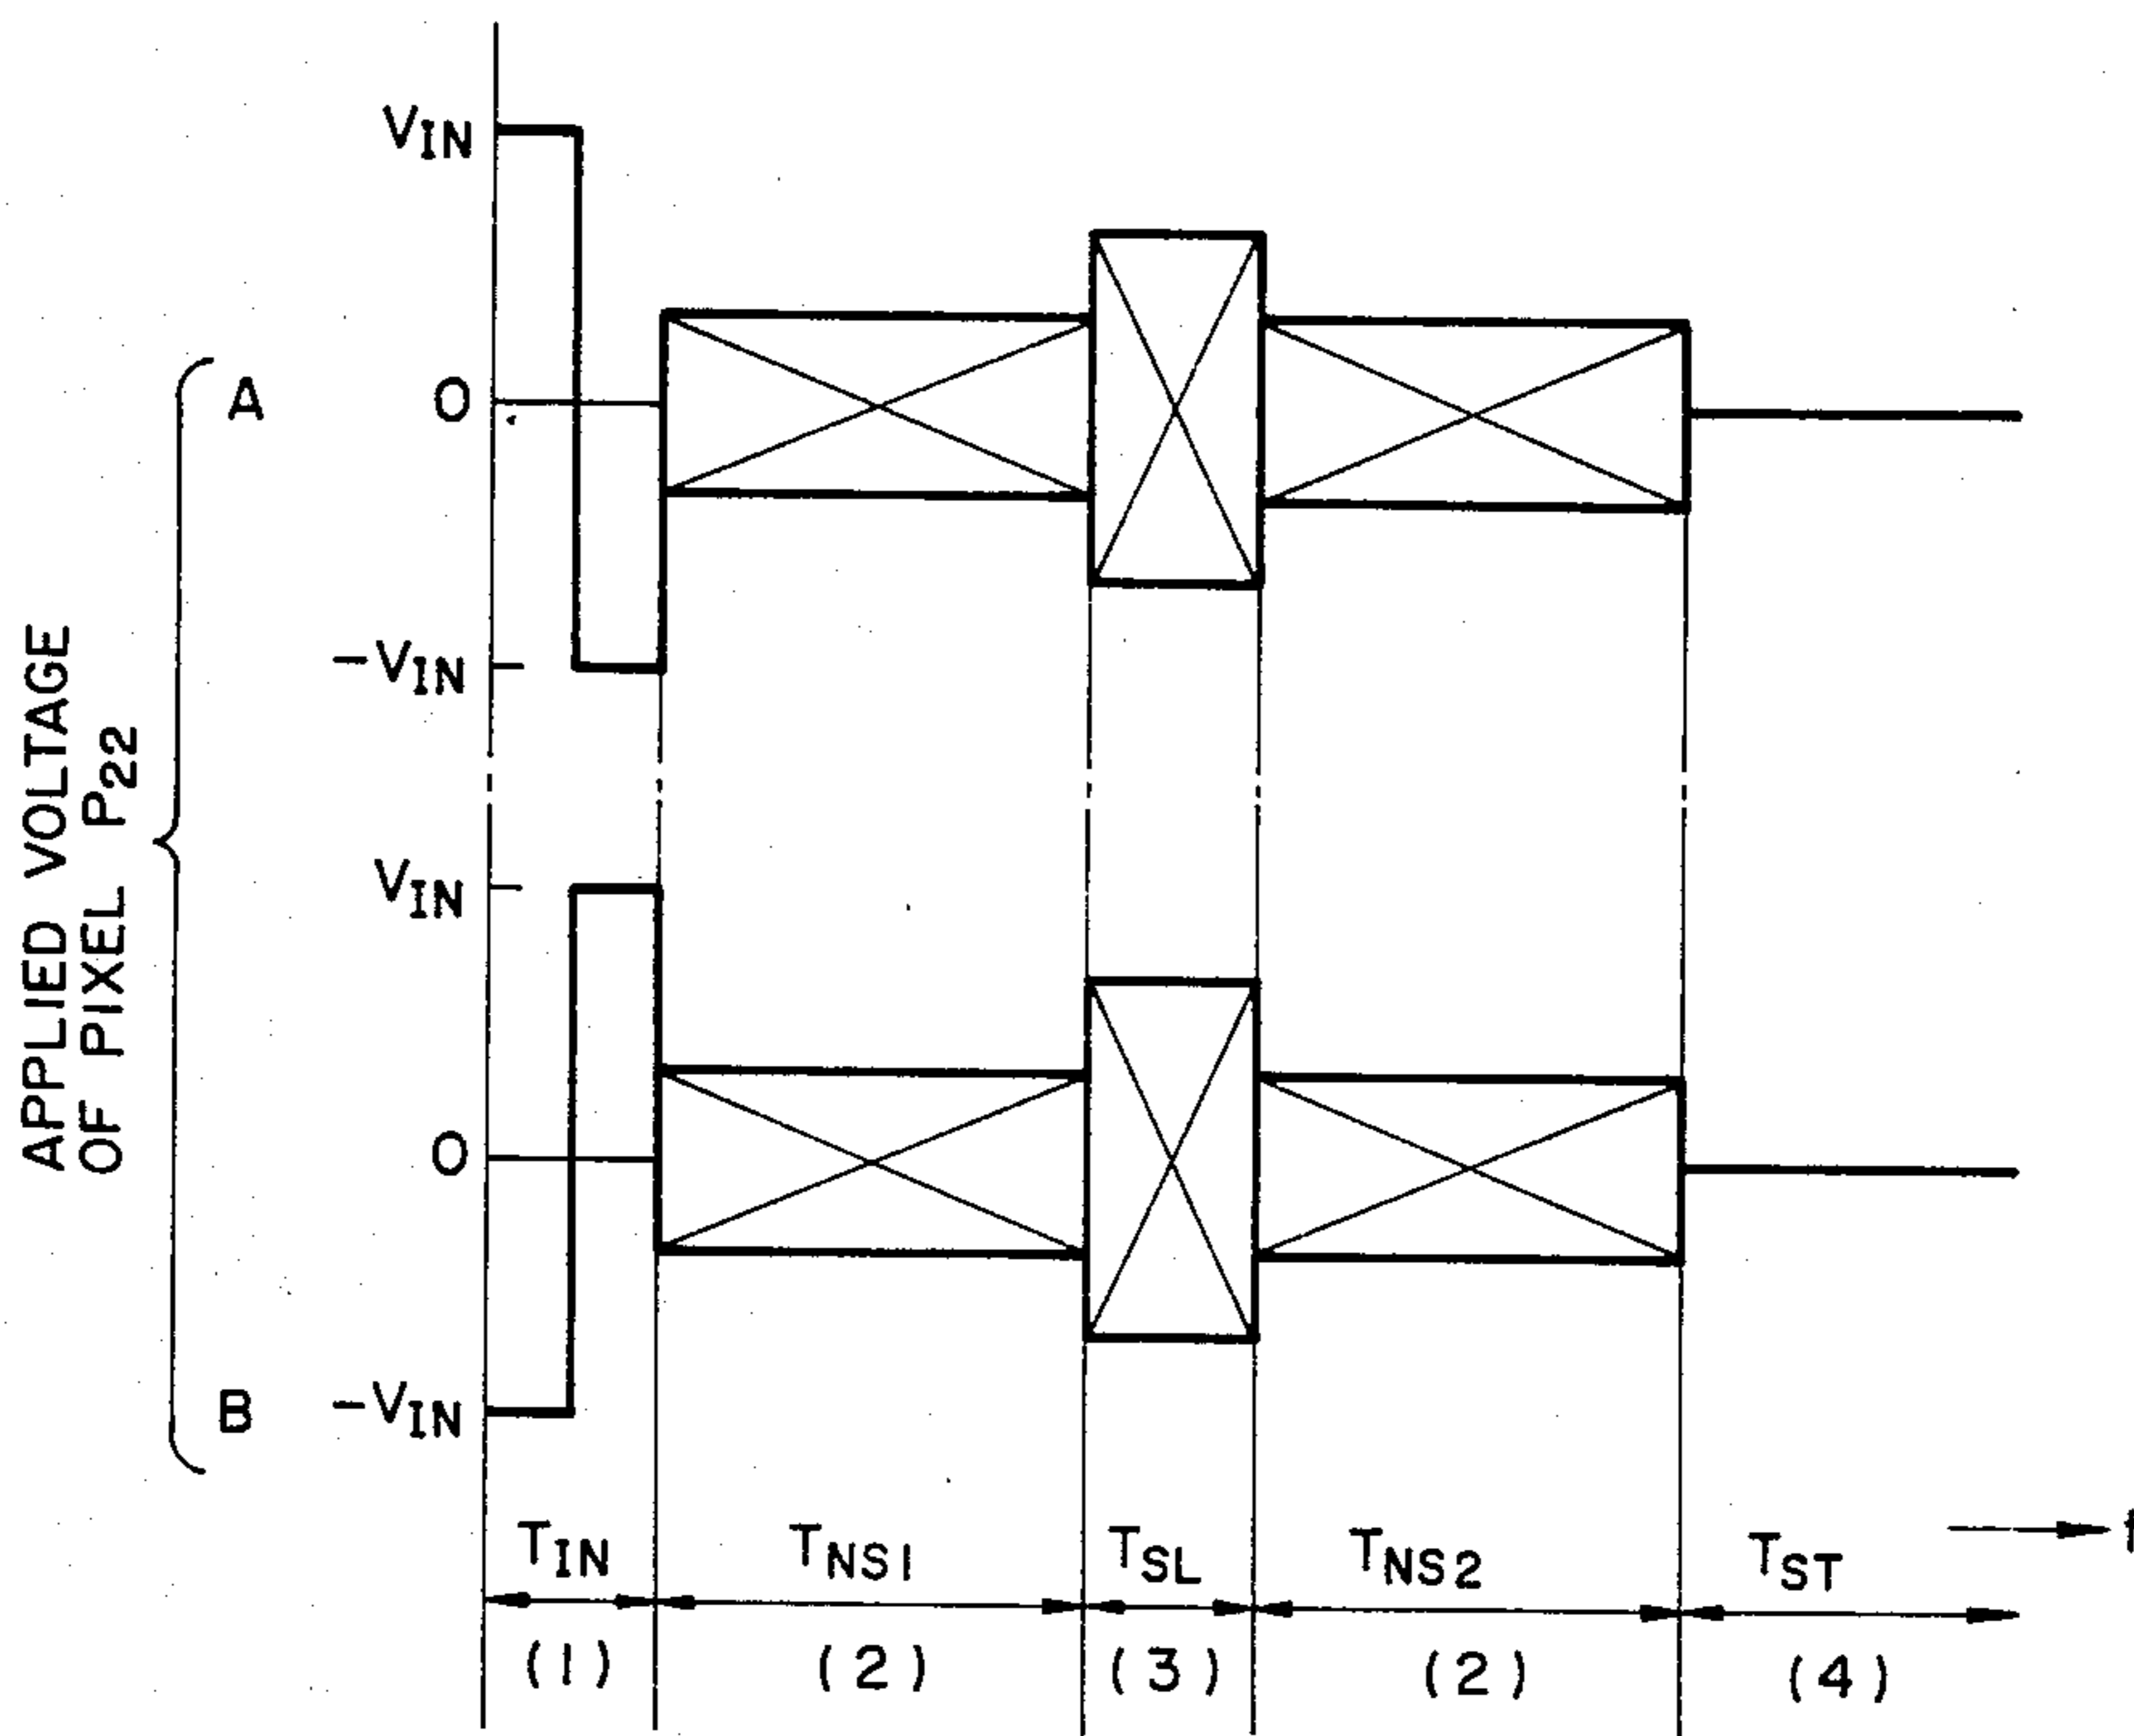 APPLIED VOLTAGE
OF PIXEL P22
A
VIN
0
-VIN
B
VIN
0
-VIN
TIN
TNS1
TSL
TNS2
TST
t
(1)
(2)
(3)
(2)
(4)